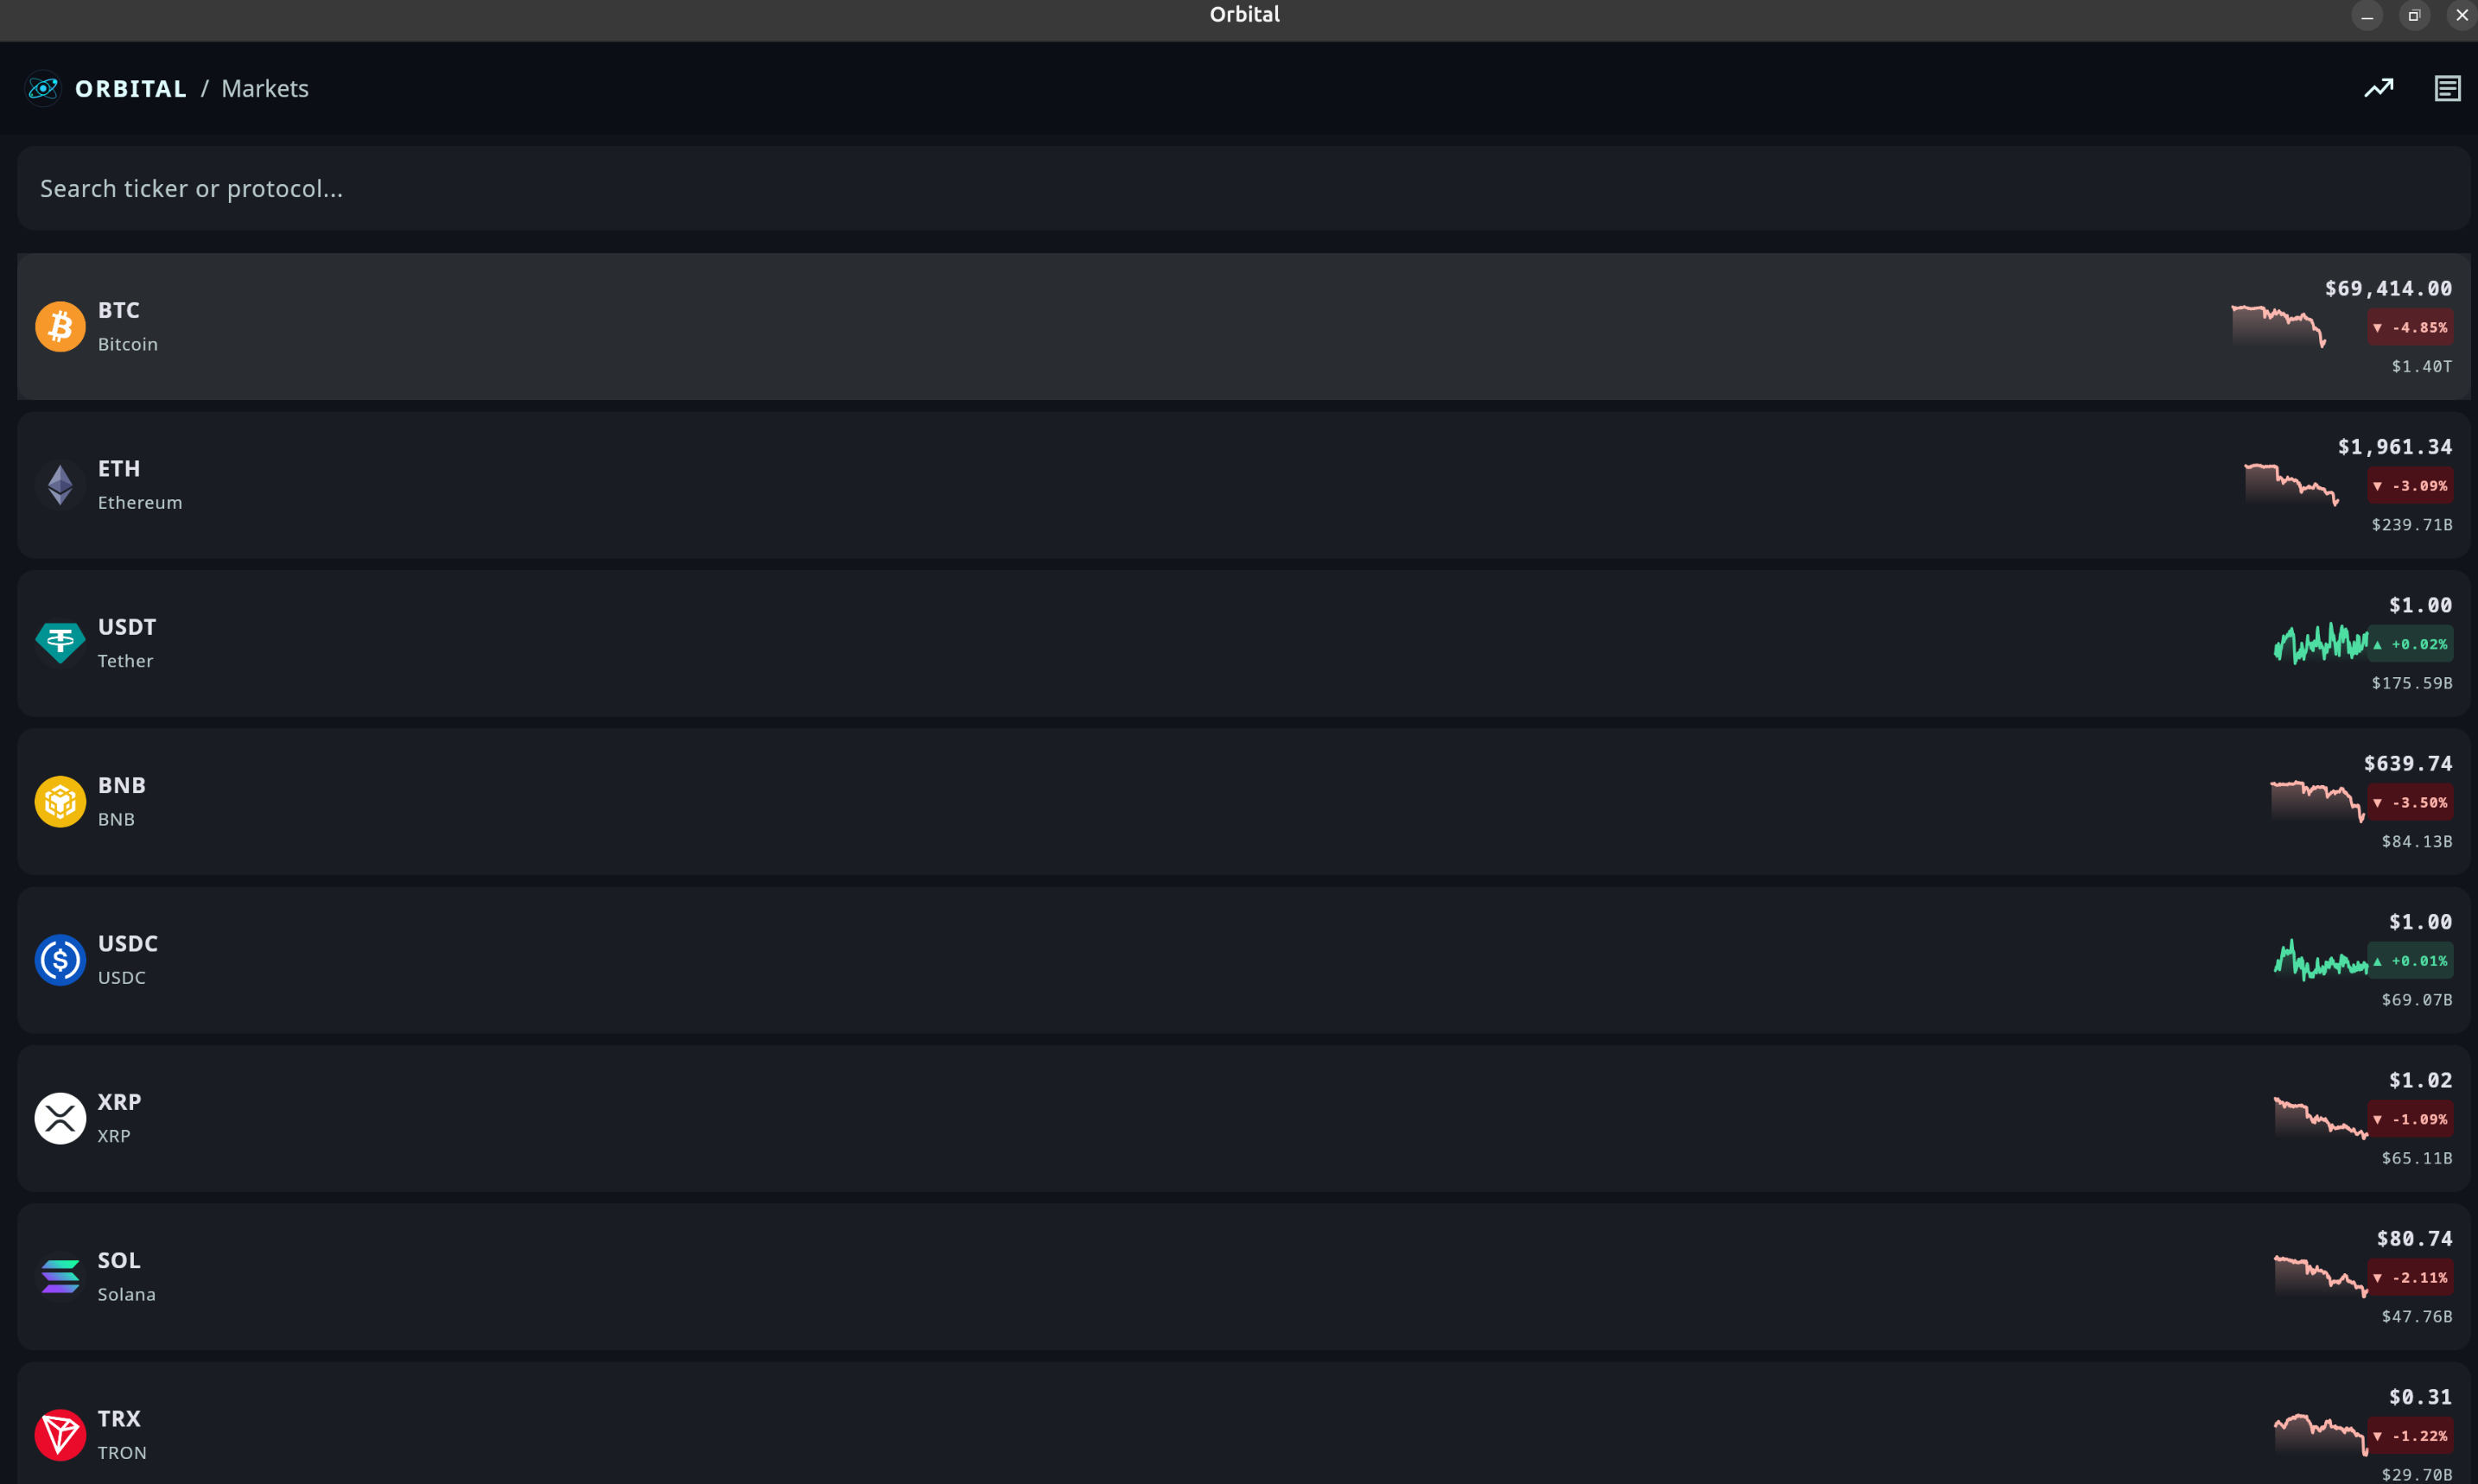 Orbital
ORBITAL / Markets
Search ticker or protocol...
BTC
Bitcoin
$69,414.00
▼ -4.85%
$1.40T
ETH
Ethereum
$1,961.34
▼ -3.09%
$239.71B
USDT
Tether
$1.00
▲ +0.02%
$175.59B
BNB
BNB
$639.74
▼ -3.50%
$84.13B
USDC
USDC
$1.00
▲ +0.01%
$69.07B
XRP
XRP
$1.02
▼ -1.09%
$65.11B
SOL
Solana
$80.74
▼ -2.11%
$47.76B
TRX
TRON
$0.31
▼ -1.22%
$29.70B